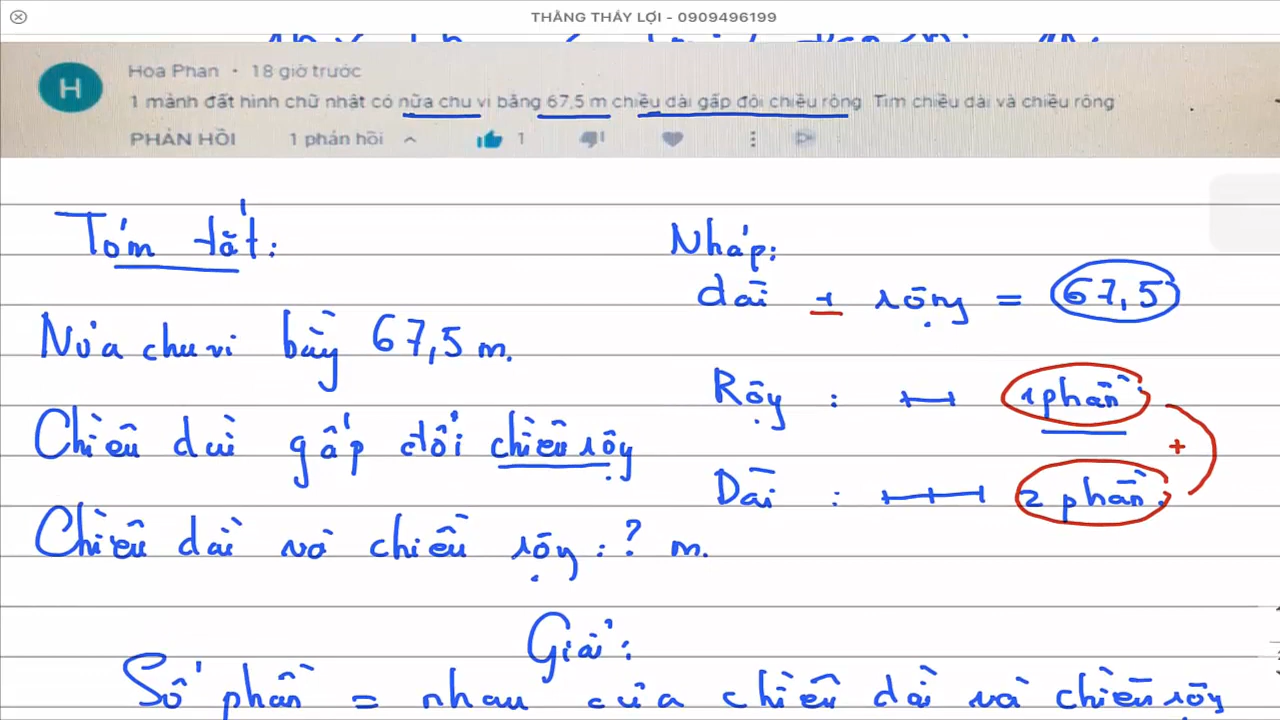 THẮNG THẦY LỢI - 0909496199
H
Hoa Phan · 18 giờ trước
1 mảnh đất hình chữ nhật có nữa chu vi bằng 67,5 m chiều dài gấp đôi chiều rộng Tìm chiều dài và chiều rông
PHẢN HỒI 1 phản hồi 1
Tóm tắt:
Nửa chu vi bằng 67,5 m.
Chiều dài gấp đôi chiều rộng
Chiều dài và chiều rộng : ? m.
Nháp:
dài + rộng = 67,5
Rộng : 1 phần
+
Dài : 2 phần.
Giải:
Số phần = nhau của chiều dài và chiều rộng